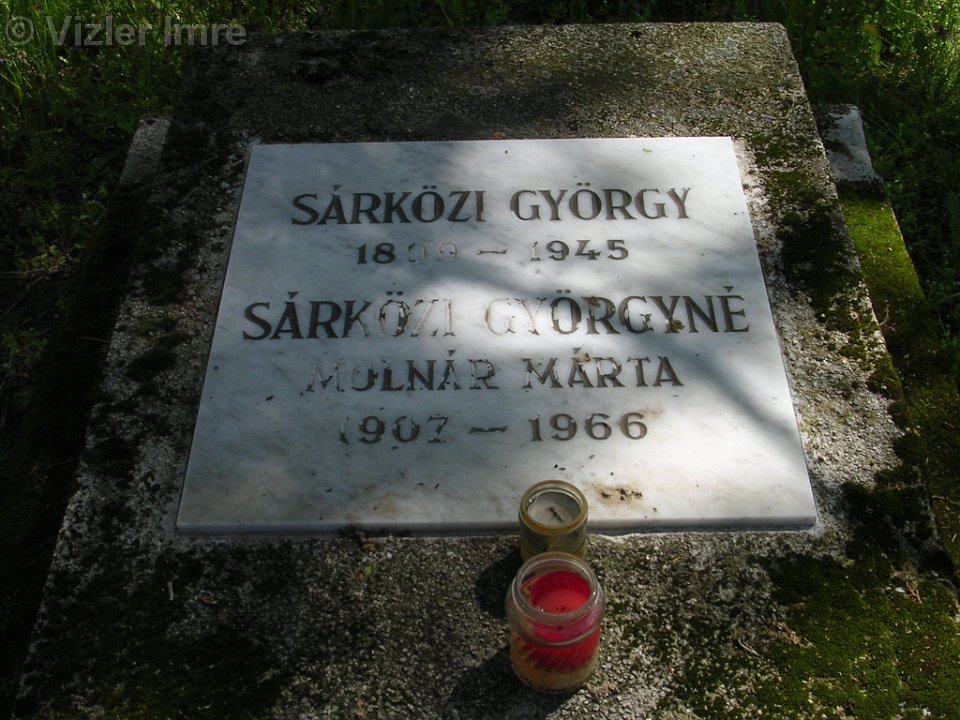 © Vizler Imre
SÁRKÖZI GYÖRGY
1899 – 1945
SÁRKÖZI GYÖRGYNÉ
MOLNÁR MÁRTA
1907 – 1966